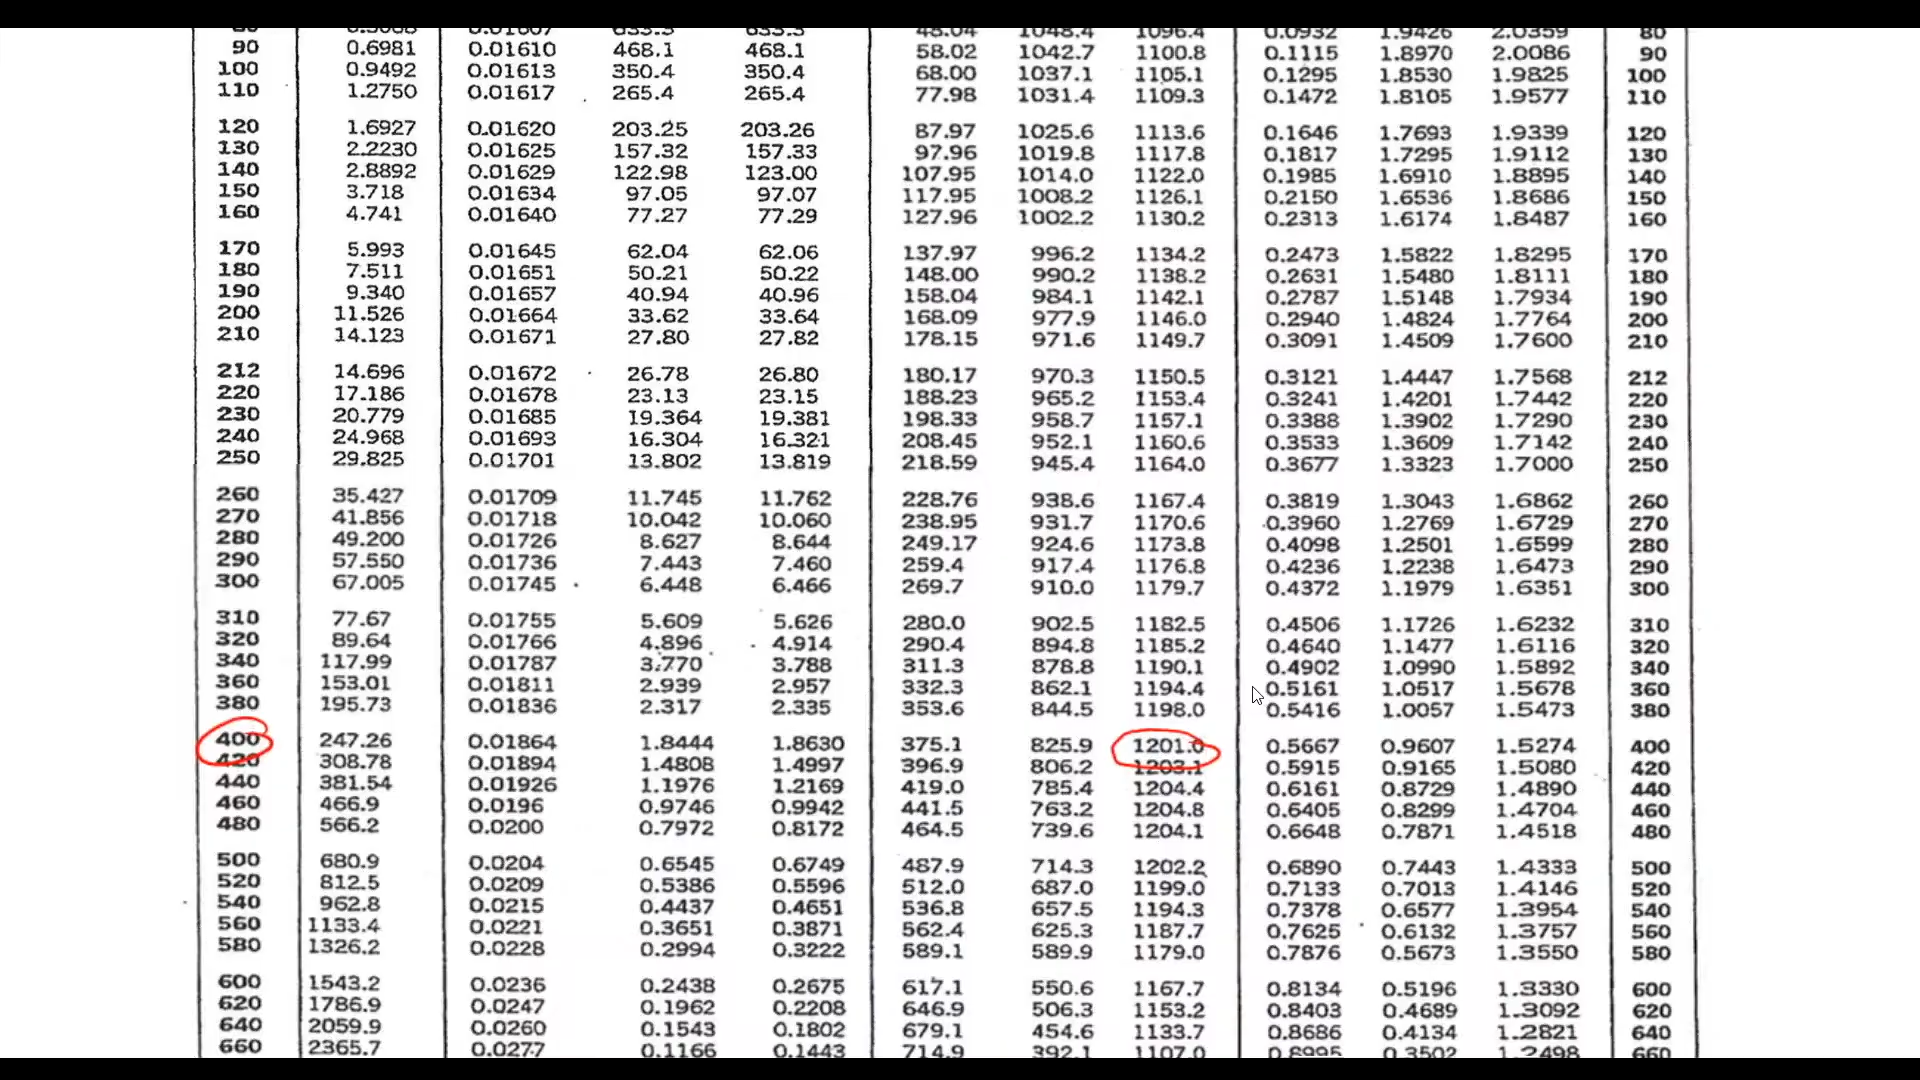 90 0.6981 0.01610 468.1 468.1 58.02 1042.7 1100.8 0.1115 1.8970 2.0086 90
100 0.9492 0.01613 350.4 350.4 68.00 1037.1 1105.1 0.1295 1.8530 1.9825 100
110 1.2750 0.01617 265.4 265.4 77.98 1031.4 1109.3 0.1472 1.8105 1.9577 110
120 1.6927 0.01620 203.25 203.26 87.97 1025.6 1113.6 0.1646 1.7693 1.9339 120
130 2.2230 0.01625 157.32 157.33 97.96 1019.8 1117.8 0.1817 1.7295 1.9112 130
140 2.8892 0.01629 122.98 123.00 107.95 1014.0 1122.0 0.1985 1.6910 1.8895 140
150 3.718 0.01634 97.05 97.07 117.95 1008.2 1126.1 0.2150 1.6536 1.8686 150
160 4.741 0.01640 77.27 77.29 127.96 1002.2 1130.2 0.2313 1.6174 1.8487 160
170 5.993 0.01645 62.04 62.06 137.97 996.2 1134.2 0.2473 1.5822 1.8295 170
180 7.511 0.01651 50.21 50.22 148.00 990.2 1138.2 0.2631 1.5480 1.8111 180
190 9.340 0.01657 40.94 40.96 158.04 984.1 1142.1 0.2787 1.5148 1.7934 190
200 11.526 0.01664 33.62 33.64 168.09 977.9 1146.0 0.2940 1.4824 1.7764 200
210 14.123 0.01671 27.80 27.82 178.15 971.6 1149.7 0.3091 1.4509 1.7600 210
212 14.696 0.01672 26.78 26.80 180.17 970.3 1150.5 0.3121 1.4447 1.7568 212
220 17.186 0.01678 23.13 23.15 188.23 965.2 1153.4 0.3241 1.4201 1.7442 220
230 20.779 0.01685 19.364 19.381 198.33 958.7 1157.1 0.3388 1.3902 1.7290 230
240 24.968 0.01693 16.304 16.321 208.45 952.1 1160.6 0.3533 1.3609 1.7142 240
250 29.825 0.01701 13.802 13.819 218.59 945.4 1164.0 0.3677 1.3323 1.7000 250
260 35.427 0.01709 11.745 11.762 228.76 938.6 1167.4 0.3819 1.3043 1.6862 260
270 41.856 0.01718 10.042 10.060 238.95 931.7 1170.6 0.3960 1.2769 1.6729 270
280 49.200 0.01726 8.627 8.644 249.17 924.6 1173.8 0.4098 1.2501 1.6599 280
290 57.550 0.01736 7.443 7.460 259.4 917.4 1176.8 0.4236 1.2238 1.6473 290
300 67.005 0.01745 6.448 6.466 269.7 910.0 1179.7 0.4372 1.1979 1.6351 300
310 77.67 0.01755 5.609 5.626 280.0 902.5 1182.5 0.4506 1.1726 1.6232 310
320 89.64 0.01766 4.896 4.914 290.4 894.8 1185.2 0.4640 1.1477 1.6116 320
340 117.99 0.01787 3.770 3.788 311.3 878.8 1190.1 0.4902 1.0990 1.5892 340
360 153.01 0.01811 2.939 2.957 332.3 862.1 1194.4 0.5161 1.0517 1.5678 360
380 195.73 0.01836 2.317 2.335 353.6 844.5 1198.0 0.5416 1.0057 1.5473 380
400 247.26 0.01864 1.8444 1.8630 375.1 825.9 1201.0 0.5667 0.9607 1.5274 400
420 308.78 0.01894 1.4808 1.4997 396.9 806.2 1203.1 0.5915 0.9165 1.5080 420
440 381.54 0.01926 1.1976 1.2169 419.0 785.4 1204.4 0.6161 0.8729 1.4890 440
460 466.9 0.0196 0.9746 0.9942 441.5 763.2 1204.8 0.6405 0.8299 1.4704 460
480 566.2 0.0200 0.7972 0.8172 464.5 739.6 1204.1 0.6648 0.7871 1.4518 480
500 680.9 0.0204 0.6545 0.6749 487.9 714.3 1202.2 0.6890 0.7443 1.4333 500
520 812.5 0.0209 0.5386 0.5596 512.0 687.0 1199.0 0.7133 0.7013 1.4146 520
540 962.8 0.0215 0.4437 0.4651 536.8 657.5 1194.3 0.7378 0.6577 1.3954 540
560 1133.4 0.0221 0.3651 0.3871 562.4 625.3 1187.7 0.7625 0.6132 1.3757 560
580 1326.2 0.0228 0.2994 0.3222 589.1 589.9 1179.0 0.7876 0.5673 1.3550 580
600 1543.2 0.0236 0.2438 0.2675 617.1 550.6 1167.7 0.8134 0.5196 1.3330 600
620 1786.9 0.0247 0.1962 0.2208 646.9 506.3 1153.2 0.8403 0.4689 1.3092 620
640 2059.9 0.0260 0.1543 0.1802 679.1 454.6 1133.7 0.8686 0.4134 1.2821 640
660 2365.7 0.0277 0.1166 0.1443 714.9 392.1 1107.0 0.8995 0.3502 1.2498 660